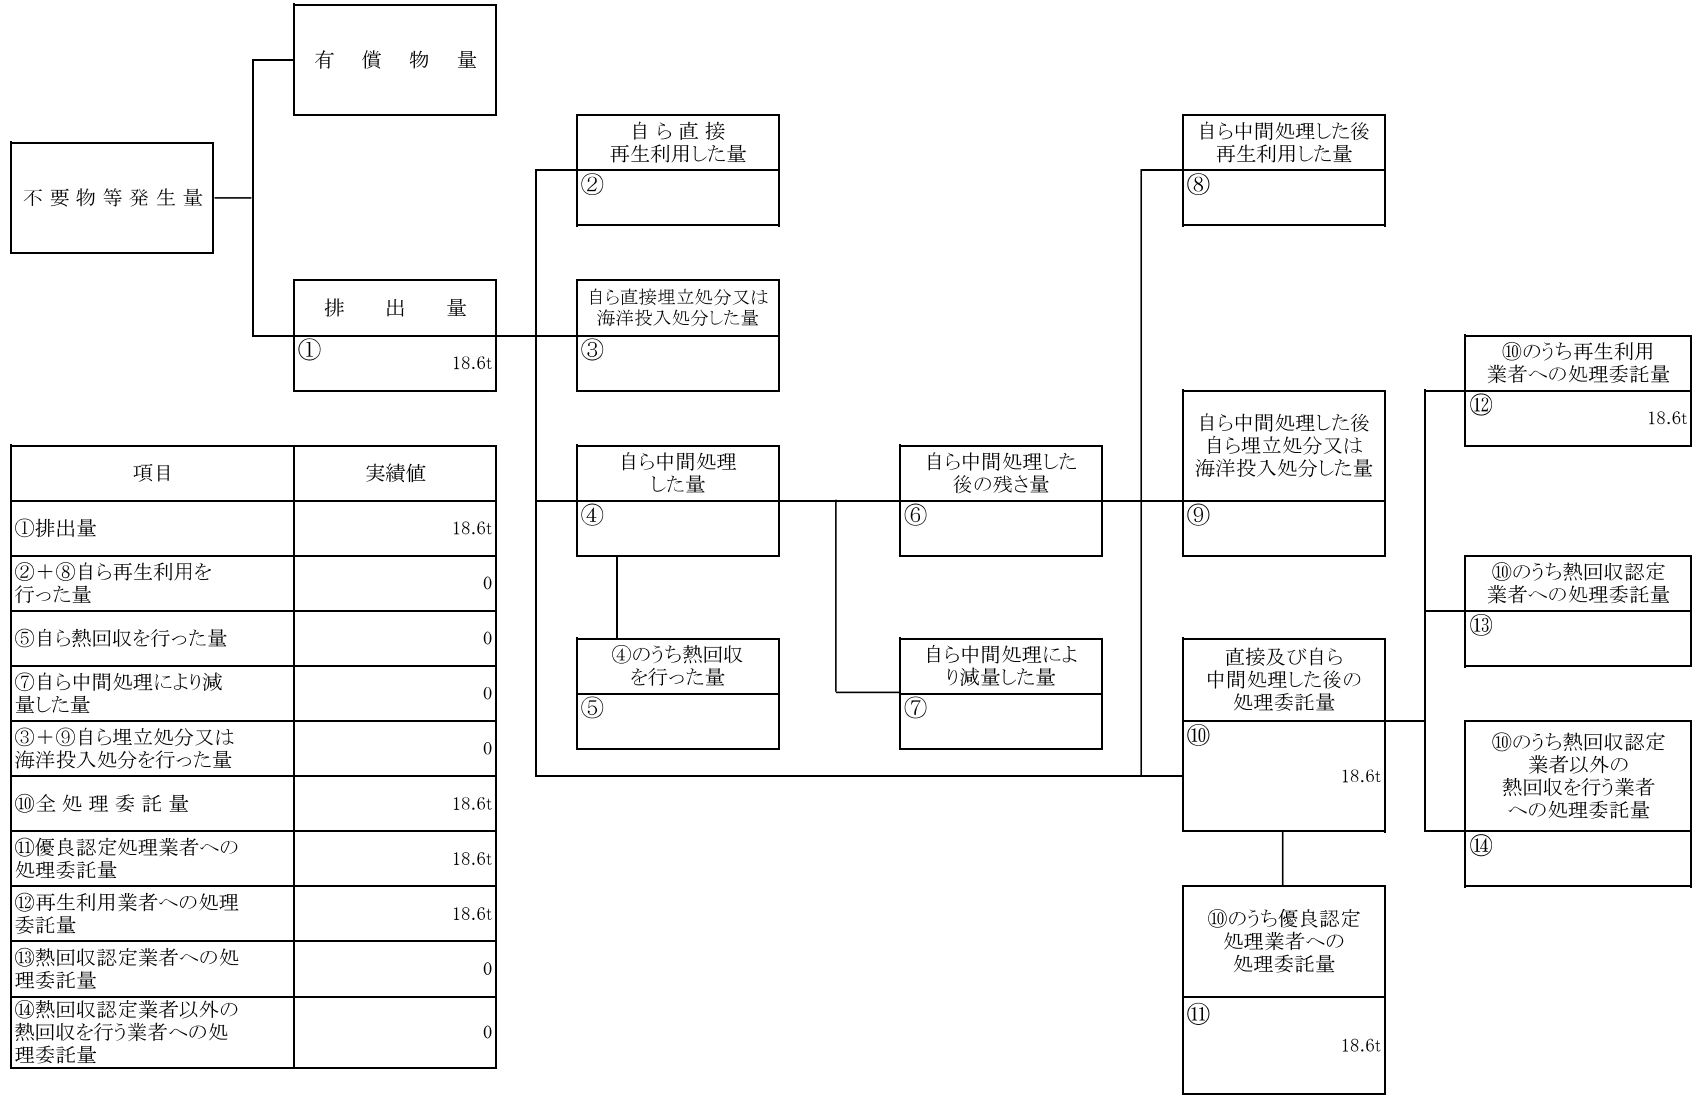 有償物量
不要物等発生量
排出量
①
18.6t
自ら直接
再生利用した量
②
自ら直接埋立処分又は
海洋投入処分した量
③
自ら中間処理
した量
④
④のうち熱回収
を行った量
⑤
自ら中間処理した
後の残さ量
⑥
自ら中間処理によ
り減量した量
⑦
自ら中間処理した後
再生利用した量
⑧
自ら中間処理した後
自ら埋立処分又は
海洋投入処分した量
⑨
直接及び自ら
中間処理した後の
処理委託量
⑩
18.6t
⑩のうち優良認定
処理業者への
処理委託量
⑪
18.6t
⑩のうち再生利用
業者への処理委託量
⑫
18.6t
⑩のうち熱回収認定
業者への処理委託量
⑬
⑩のうち熱回収認定
業者以外の
熱回収を行う業者
への処理委託量
⑭
項目 実績値
①排出量 18.6t
②＋⑧自ら再生利用を
行った量 0
⑤自ら熱回収を行った量 0
⑦自ら中間処理により減
量した量 0
③＋⑨自ら埋立処分又は
海洋投入処分を行った量 0
⑩全処理委託量 18.6t
⑪優良認定処理業者への
処理委託量 18.6t
⑫再生利用業者への処理
委託量 18.6t
⑬熱回収認定業者への処
理委託量 0
⑭熱回収認定業者以外の
熱回収を行う業者への処
理委託量 0